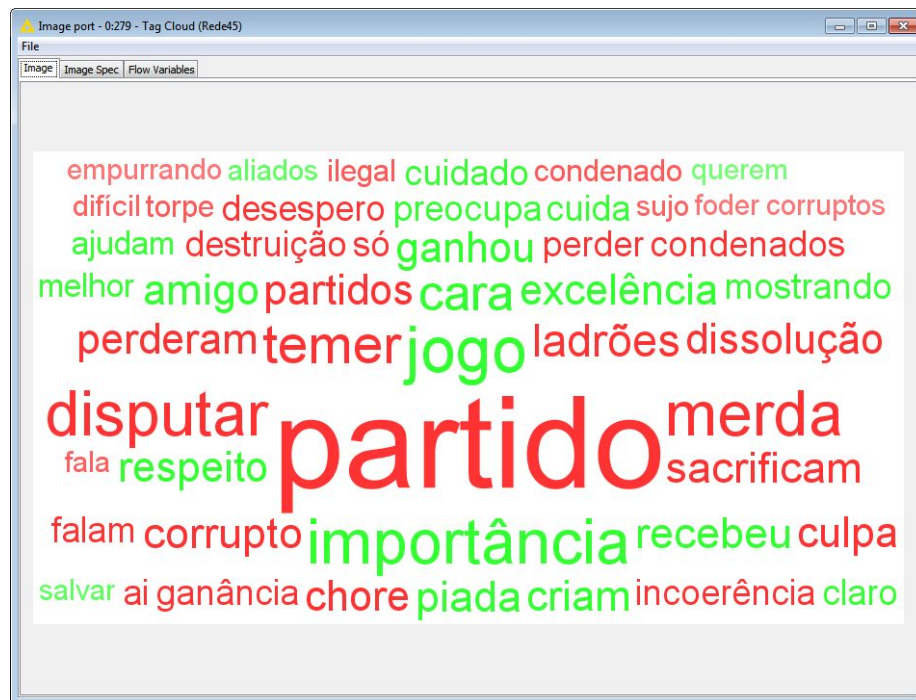 Image port - 0:279 - Tag Cloud (Rede45)
File
Image Image Spec Flow Variables
empurrando aliados ilegal cuidado condenado querem
difícil torpe desespero preocupa cuida sujo foder corruptos
ajudam destruição só ganhou perder condenados
melhor amigo partidos cara excelência mostrando
perderam temer jogo ladrões dissolução
disputar partido merda
fala respeito sacrificam
falam corrupto importância recebeu culpa
salvar ai ganância chore piada criam incoerência claro